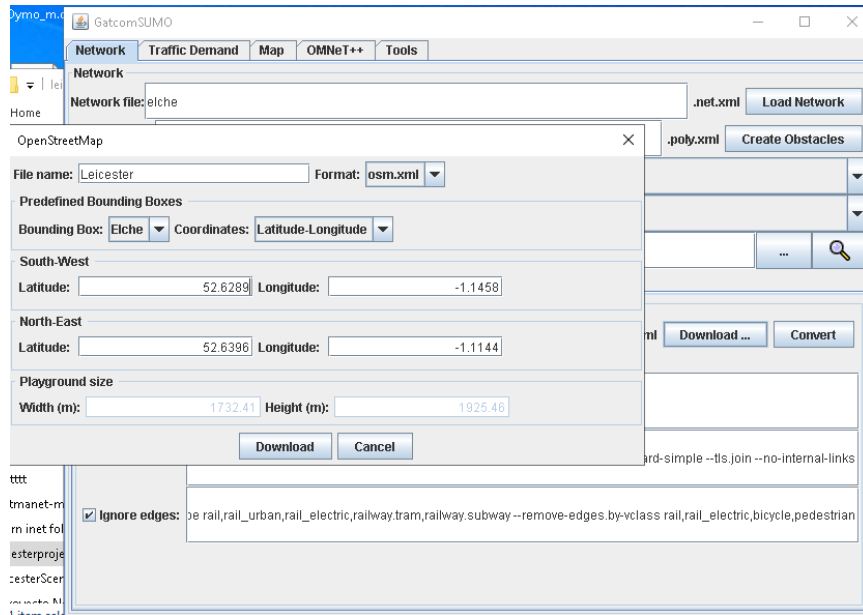 Dymo_m.
GatcomSUMO
Network Traffic Demand Map OMNeT++ Tools
Network
lei
Home
Network file: elche .net.xml Load Network
.poly.xml Create Obstacles
OpenStreetMap
File name: Leicester Format: osm.xml
Predefined Bounding Boxes
Bounding Box: Elche Coordinates: Latitude-Longitude
South-West
Latitude: 52.6289 Longitude: -1.1458
...
North-East
Latitude: 52.6396 Longitude: -1.1144
ml Download ... Convert
Playground size
Width (m): 1732.41 Height (m): 1925.46
Download Cancel
ard-simple --tls.join --no-internal-links
tttt
tmanet-m
rn inet fol
Ignore edges: pe rail,rail_urban,rail_electric,railway.tram,railway.subway --remove-edges.by-vclass rail,rail_electric,bicycle,pedestrian
esterproje
cesterScer